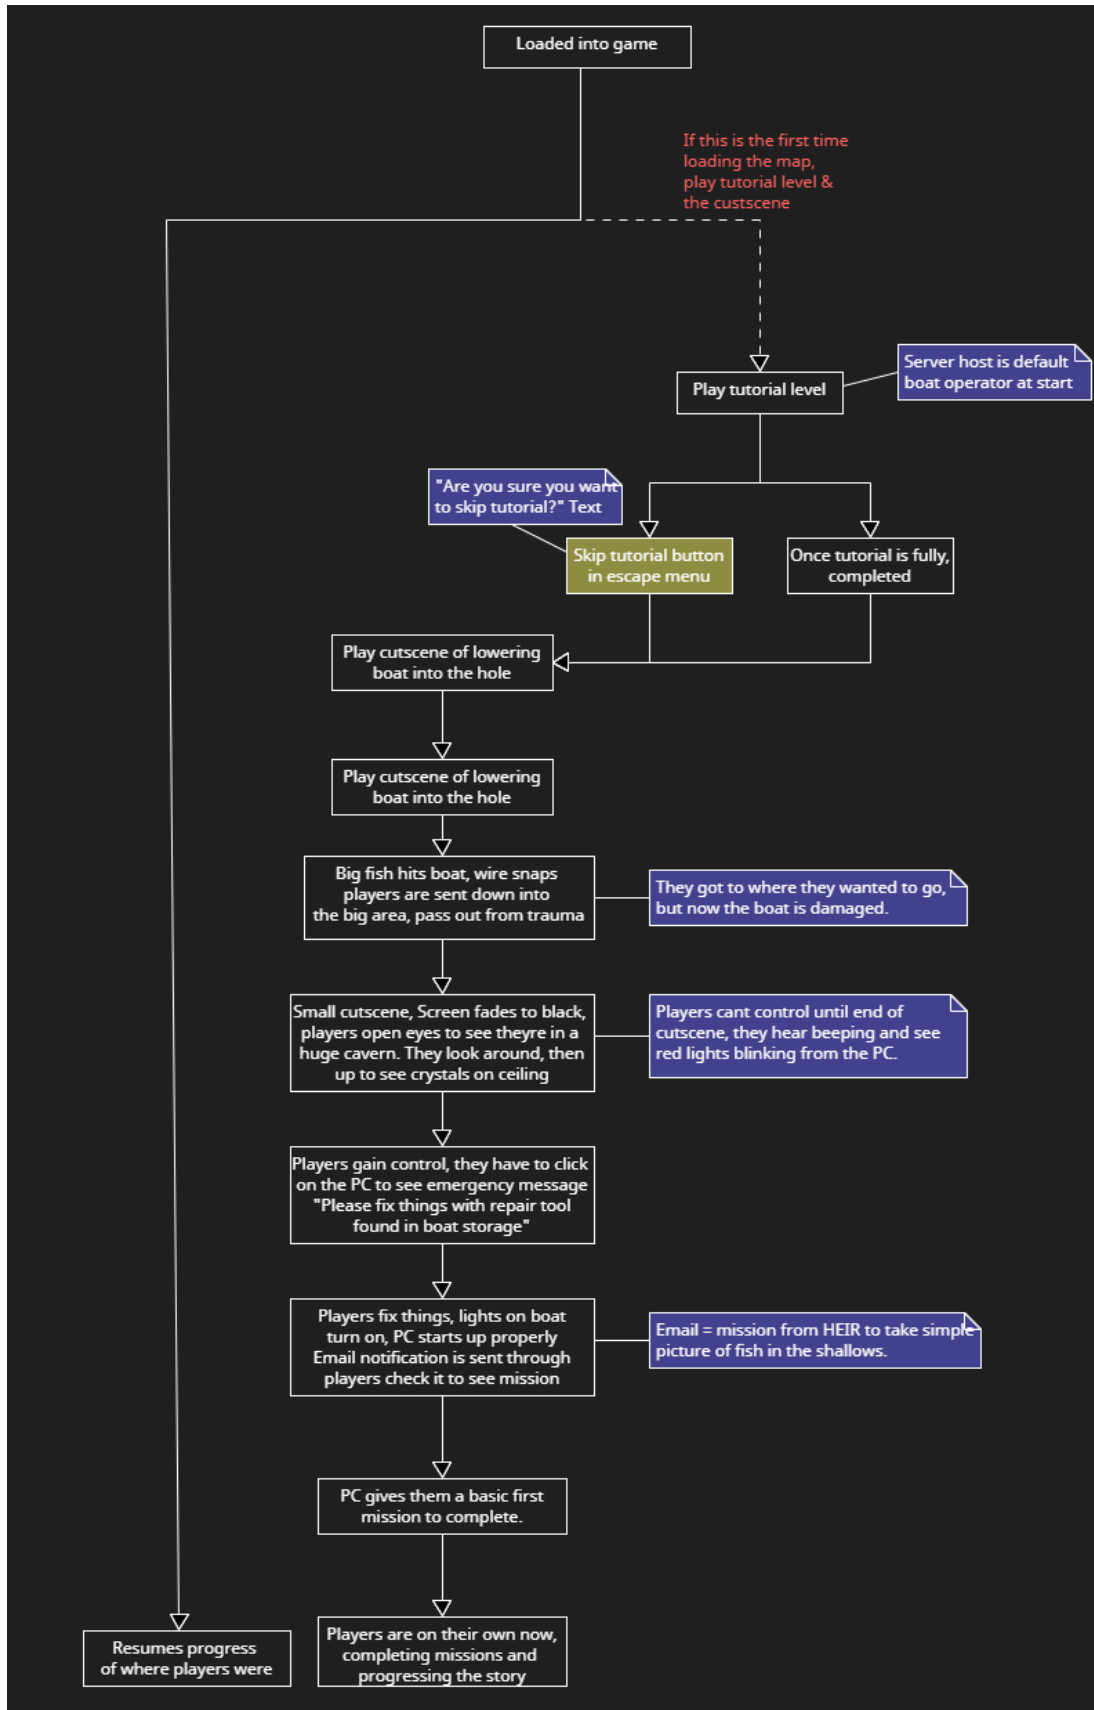 Loaded into game
If this is the first time
loading the map,
play tutorial level &
the custscene
Server host is default
boat operator at start
Play tutorial level
"Are you sure you want
to skip tutorial?" Text
Skip tutorial button
in escape menu
Once tutorial is fully,
completed
Play cutscene of lowering
boat into the hole
Play cutscene of lowering
boat into the hole
Big fish hits boat, wire snaps
players are sent down into
the big area, pass out from trauma
They got to where they wanted to go,
but now the boat is damaged.
Small cutscene, Screen fades to black,
players open eyes to see theyre in a
huge cavern. They look around, then
up to see crystals on ceiling
Players cant control until end of
cutscene, they hear beeping and see
red lights blinking from the PC.
Players gain control, they have to click
on the PC to see emergency message
"Please fix things with repair tool
found in boat storage"
Players fix things, lights on boat
turn on, PC starts up properly
Email notification is sent through
players check it to see mission
Email = mission from HEIR to take simple
picture of fish in the shallows.
PC gives them a basic first
mission to complete.
Resumes progress
of where players were
Players are on their own now,
completing missions and
progressing the story